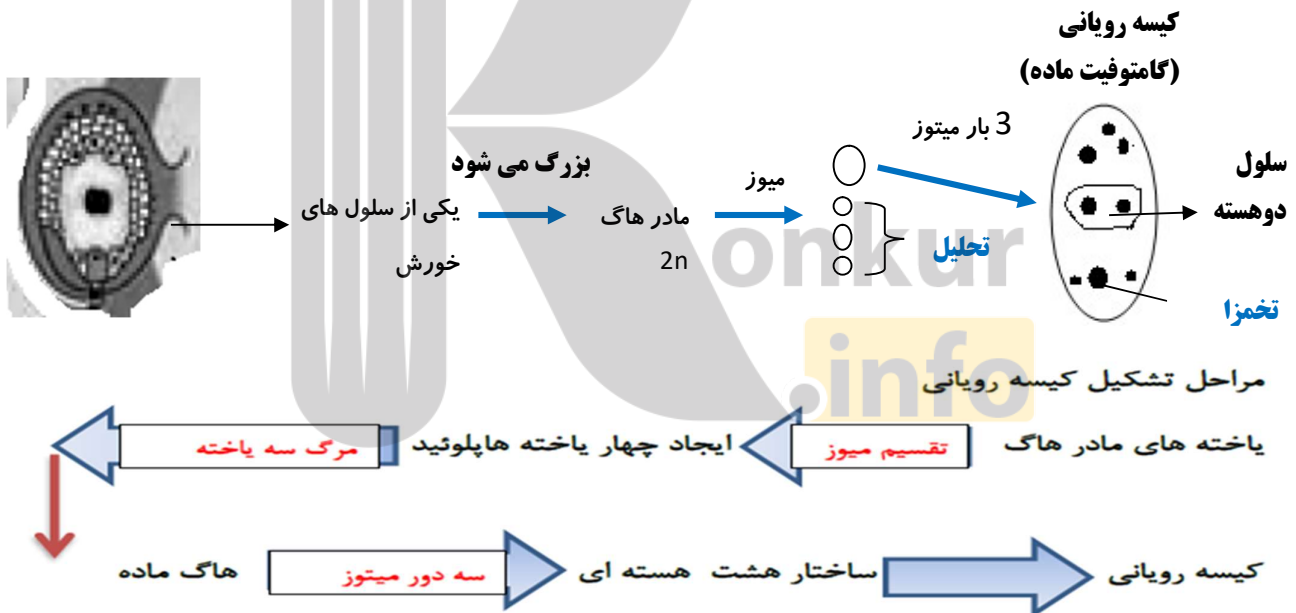 کیسه رویانی
(گامتوفیت ماده)
3 بار میتوز
سلول
دوهسته
تخمزا
میوز
تحلیل
بزرگ می شود
مادر هاگ
2n
یکی از سلول های
خورش
Konkur
.info
مراحل تشکیل کیسه رویانی
یاخته های مادر هاگ تقسیم میوز ایجاد چهار یاخته هاپلوئید مرگ سه یاخته
کیسه رویانی ساختار هشت هسته ای سه دور میتوز هاگ ماده